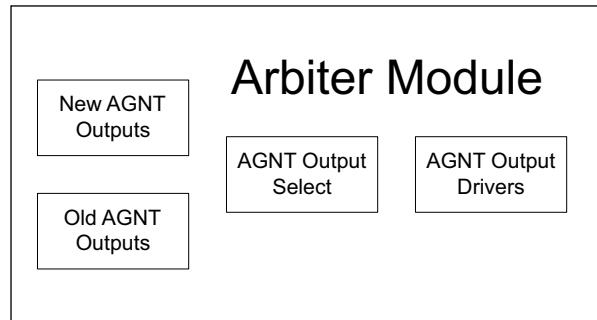 Arbiter Module
New AGNT
Outputs
AGNT Output
Select
AGNT Output
Drivers
Old AGNT
Outputs